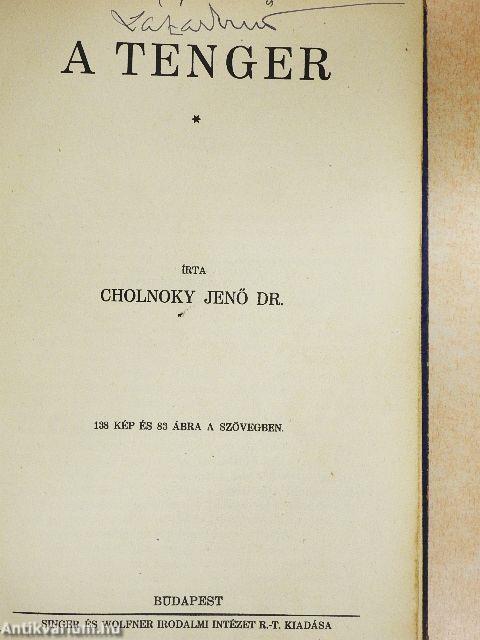 A TENGER
*
ÍRTA
CHOLNOKY JENŐ DR.
138 KÉP ÉS 83 ÁBRA A SZÖVEGBEN.
BUDAPEST
SINGER ÉS WOLFNER IRODALMI INTÉZET R.-T. KIADÁSA
Antikvarium.hu